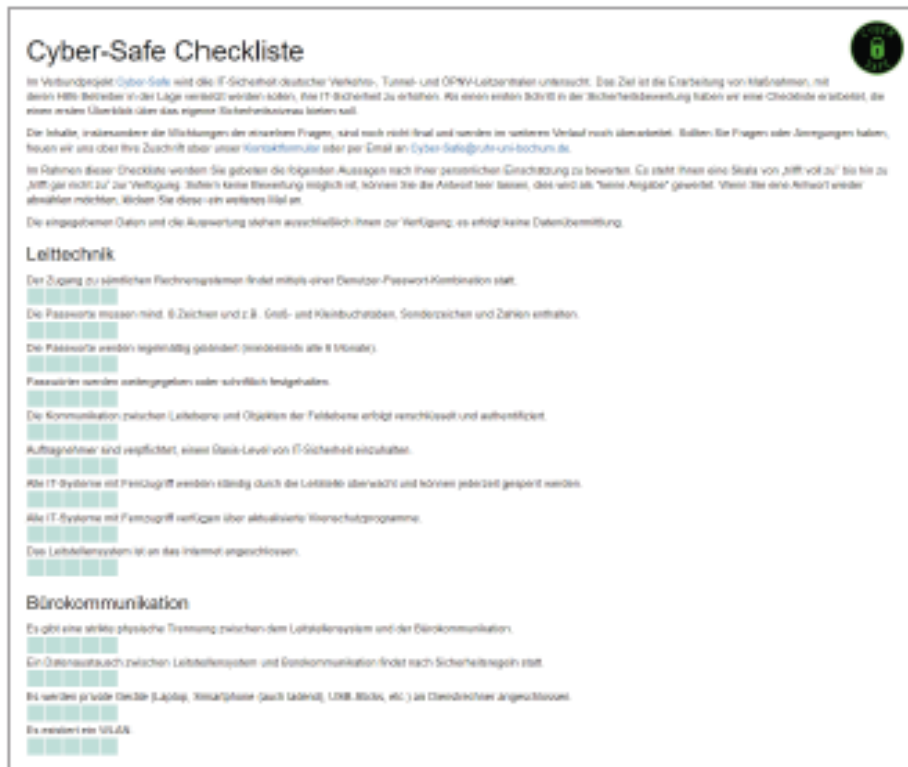 Cyber-Safe Checkliste
CYBER
SAFE
Im Verbundprojekt Cyber-Safe wird die IT-Sicherheit deutscher Verkehrs-, Tunnel- und ÖPNV-Leitzentralen untersucht. Das Ziel ist die Erarbeitung von Maßnahmen, mit
deren Hilfe Betreiber in der Lage versetzt werden sollen, ihre IT-Sicherheit zu erhöhen. Als einen ersten Schritt in der Sicherheitsbewertung haben wir eine Checkliste erarbeitet, die
einen ersten Überblick über das eigene Sicherheitsniveau bieten soll.
Die Inhalte, insbesondere die Wichtungen der einzelnen Fragen, sind noch nicht final und werden im weiteren Verlauf noch überarbeitet. Sollten Sie Fragen oder Anregungen haben,
freuen wir uns über Ihre Zuschrift über unser Kontaktformular oder per Email an Cyber-Safe@ruhr-uni-bochum.de.
Im Rahmen dieser Checkliste werden Sie gebeten die folgenden Aussagen nach Ihrer persönlichen Einschätzung zu bewerten. Es steht Ihnen eine Skala von „trifft voll zu" bis hin zu
„trifft gar nicht zu" zur Verfügung. Sofern keine Bewertung möglich ist, können Sie die Antwort leer lassen, dies wird als "keine Angabe" gewertet. Wenn Sie eine Antwort wieder
abwählen möchten, klicken Sie diese ein weiteres Mal an.
Die eingegebenen Daten und die Auswertung stehen ausschließlich Ihnen zur Verfügung; es erfolgt keine Datenübermittlung.
Leittechnik
Der Zugang zu sämtlichen Rechnersystemen findet mittels einer Benutzer-Passwort-Kombination statt.
Die Passworte müssen mind. 8 Zeichen und z.B. Groß- und Kleinbuchstaben, Sonderzeichen und Zahlen enthalten.
Die Passworte werden regelmäßig geändert (mindestens alle 6 Monate).
Passwörter werden weitergegeben oder schriftlich festgehalten.
Die Kommunikation zwischen Leitebene und Objekten der Feldebene erfolgt verschlüsselt und authentifiziert.
Auftragnehmer sind verpflichtet, einem Basis-Level von IT-Sicherheit einzuhalten.
Alle IT-Systeme mit Fernzugriff werden ständig durch die Leitstelle überwacht und können jederzeit gesperrt werden.
Alle IT-Systeme mit Fernzugriff verfügen über aktualisierte Virenschutzprogramme.
Das Leitstellensystem ist an das Internet angeschlossen.
Bürokommunikation
Es gibt eine strikte physische Trennung zwischen dem Leitstellensystem und der Bürokommunikation.
Ein Datenaustausch zwischen Leitstellensystem und Bürokommunikation findet nach Sicherheitsregeln statt.
Es werden private Geräte (Laptop, Smartphone (auch ladend), USB-Sticks, etc.) an Dienstrechner angeschlossen.
Es existiert ein WLAN.